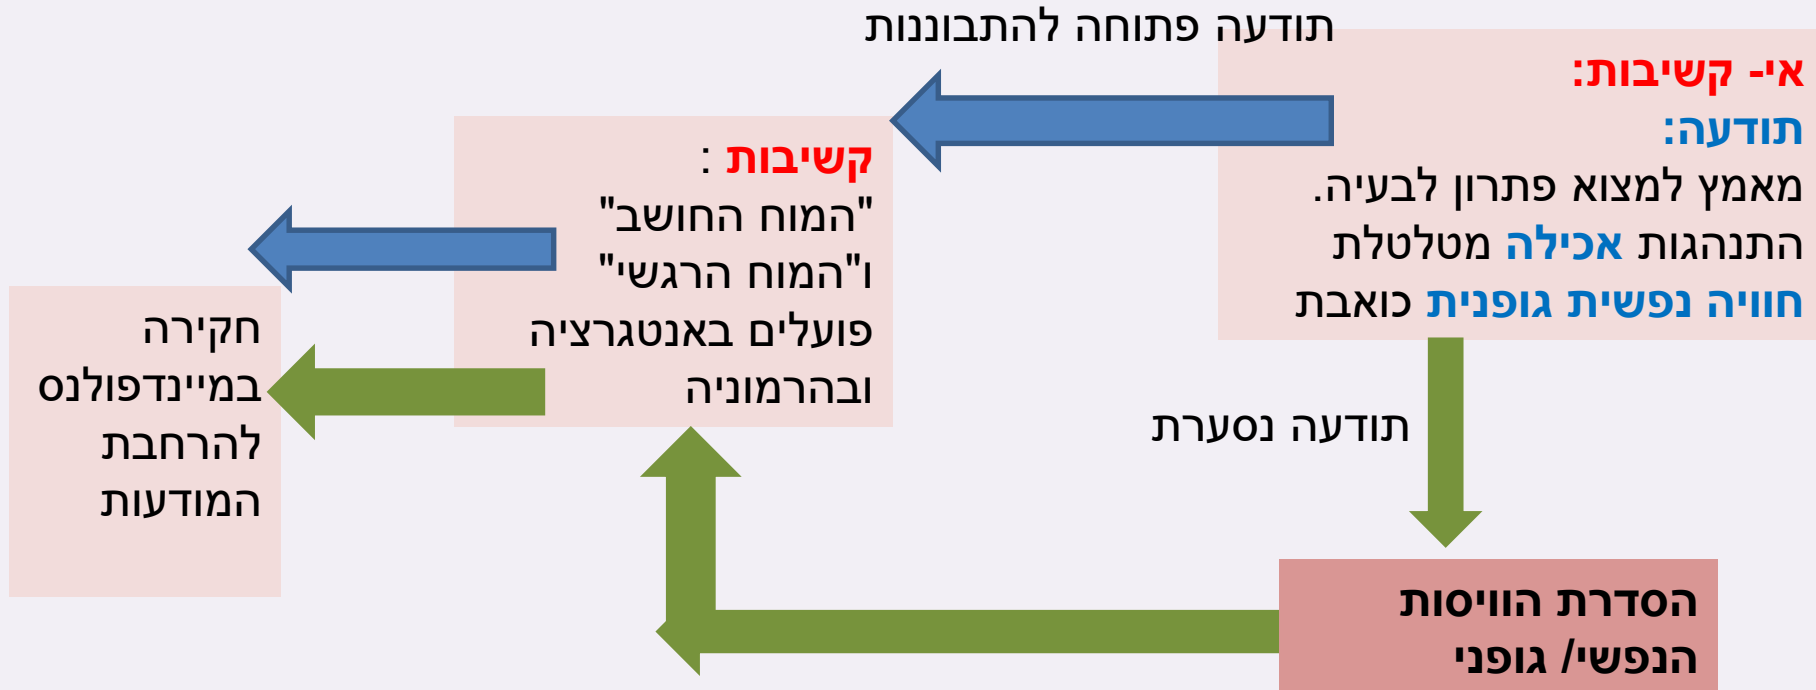 תודעה פתוחה להתבוננות
אי- קשיבות:
תודעה:
מאמץ למצוא פתרון לבעיה.
התנהגות אכילה מטלטלת
חוויה נפשית גופנית כואבת
קשיבות :
"המוח החושב"
ו"המוח הרגשי"
פועלים באנטגרציה
ובהרמוניה
חקירה
במיינדפולנס
להרחבת
המודעות
תודעה נסערת
הסדרת הוויסות
הנפשי/ גופני